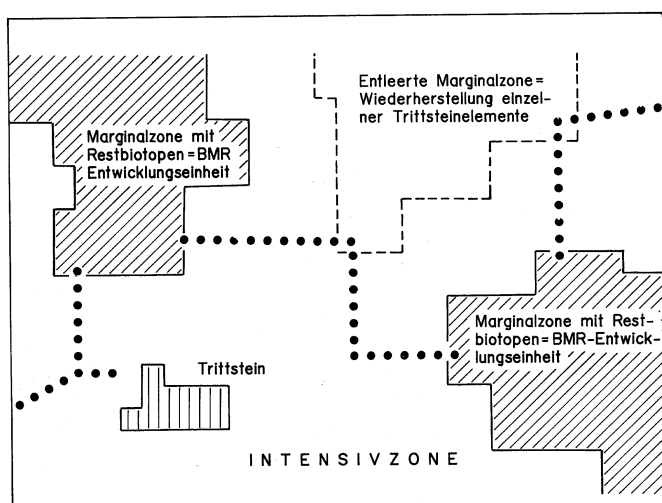 Entleerte Marginalzone =
Wiederherstellung einzel-
ner Trittsteinelemente
Marginalzone mit
Restbiotopen = BMR
Entwicklungseinheit
Marginalzone mit Rest-
biotopen = BMR-Entwick-
lungseinheit
Trittstein
INTENSIVZONE